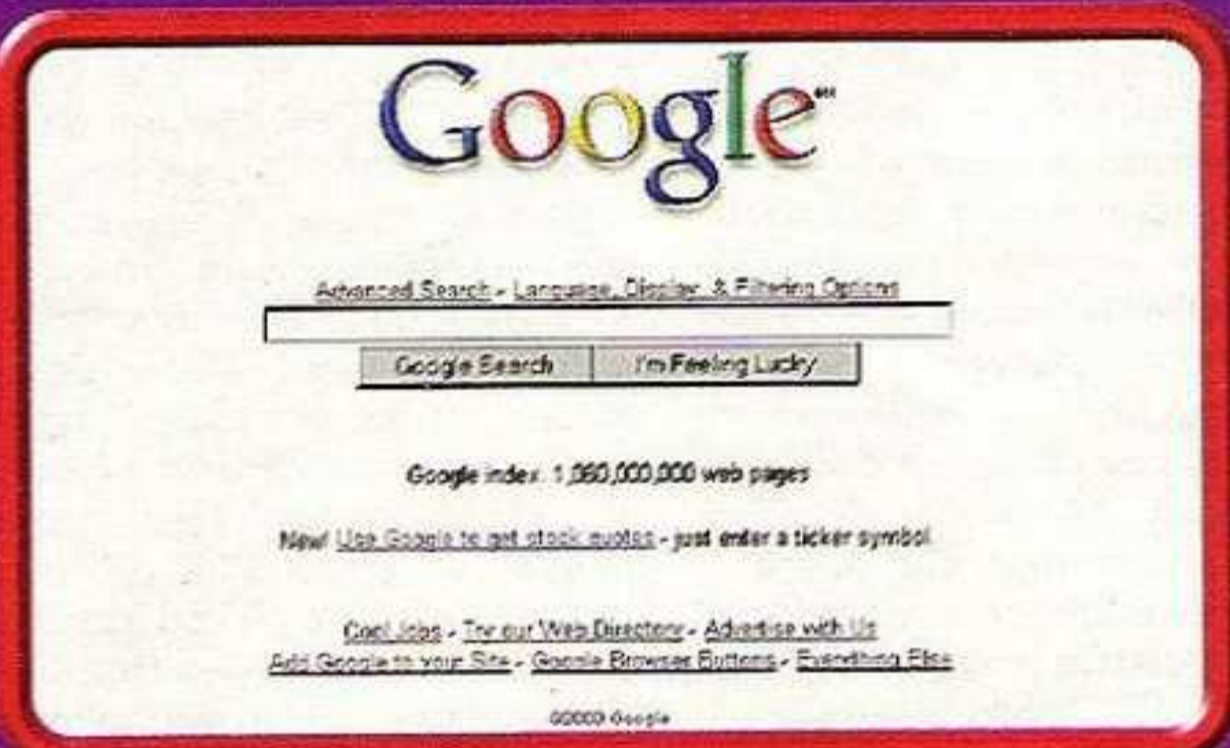 Google
Advanced Search - Language, Display, & Filtering Options
Google Search I'm Feeling Lucky
Google index: 1,060,000,000 web pages
New! Use Google to get stock quotes - just enter a ticker symbol.
Cool Jobs - Try our Web Directory - Advertise with Us
Add Google to your Site - Google Browser Buttons - Everything Else
©2000 Google